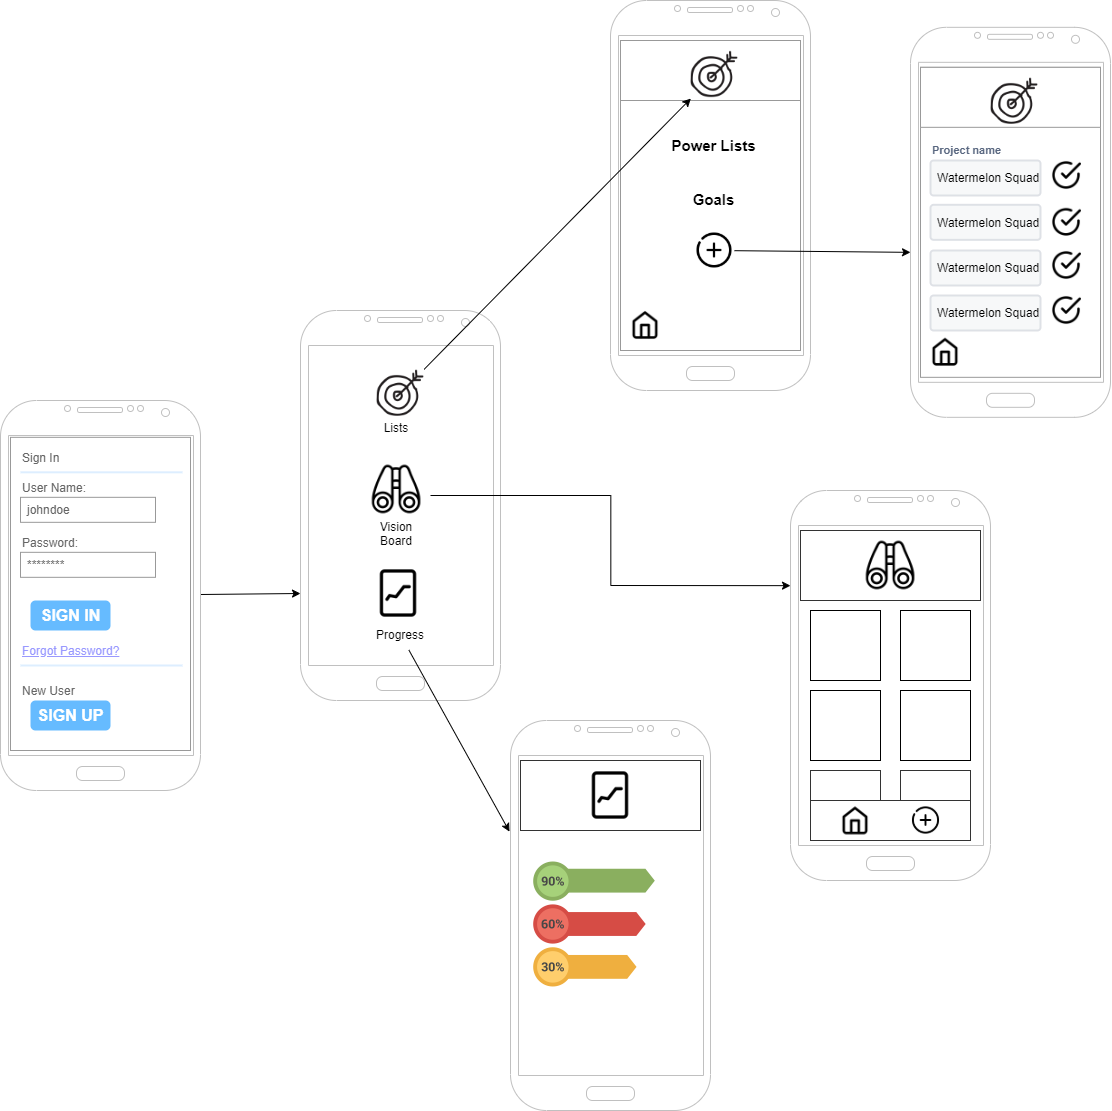 Sign In
User Name:
johndoe
Password:
********
SIGN IN
Forgot Password?
New User
SIGN UP
Lists
Vision
Board
Progress
Power Lists
Goals
Project name
Watermelon Squad
Watermelon Squad
Watermelon Squad
Watermelon Squad
90%
60%
30%